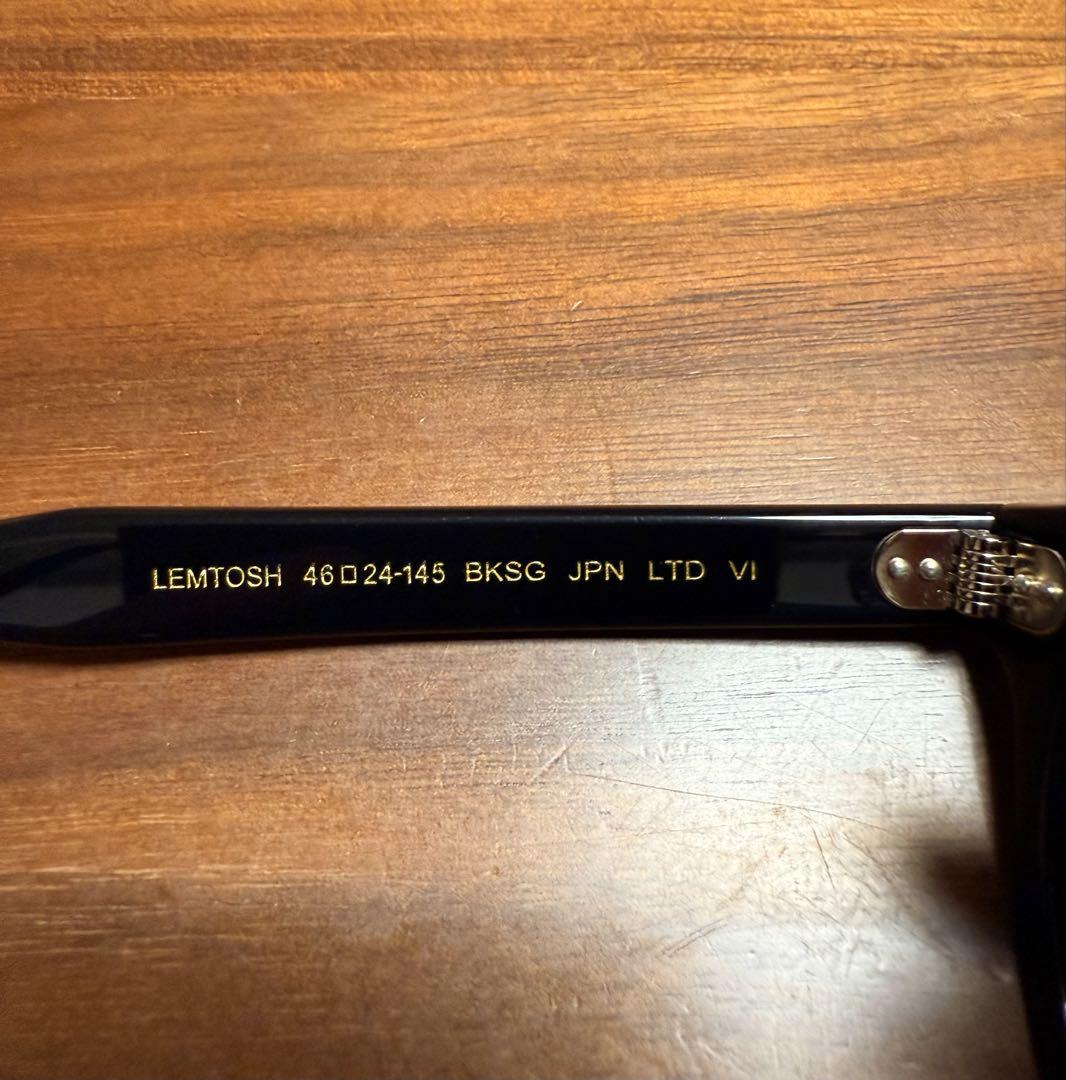 LEMTOSH 46□24-145 BKSG JPN LTD VI